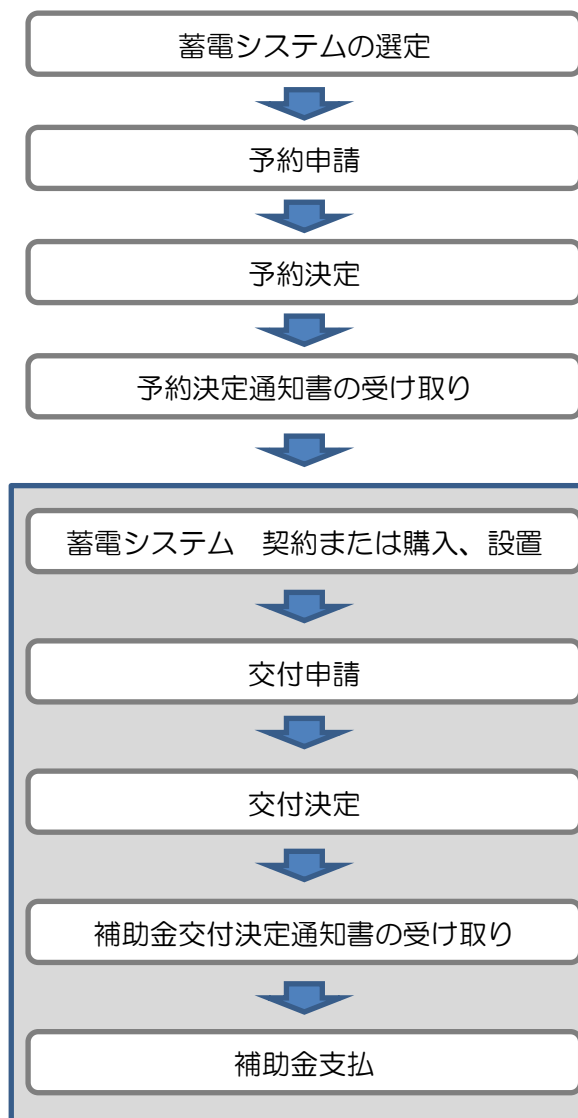 蓄電システムの選定
予約申請
予約決定
予約決定通知書の受け取り
蓄電システム　契約または購入、設置
交付申請
交付決定
補助金交付決定通知書の受け取り
補助金支払